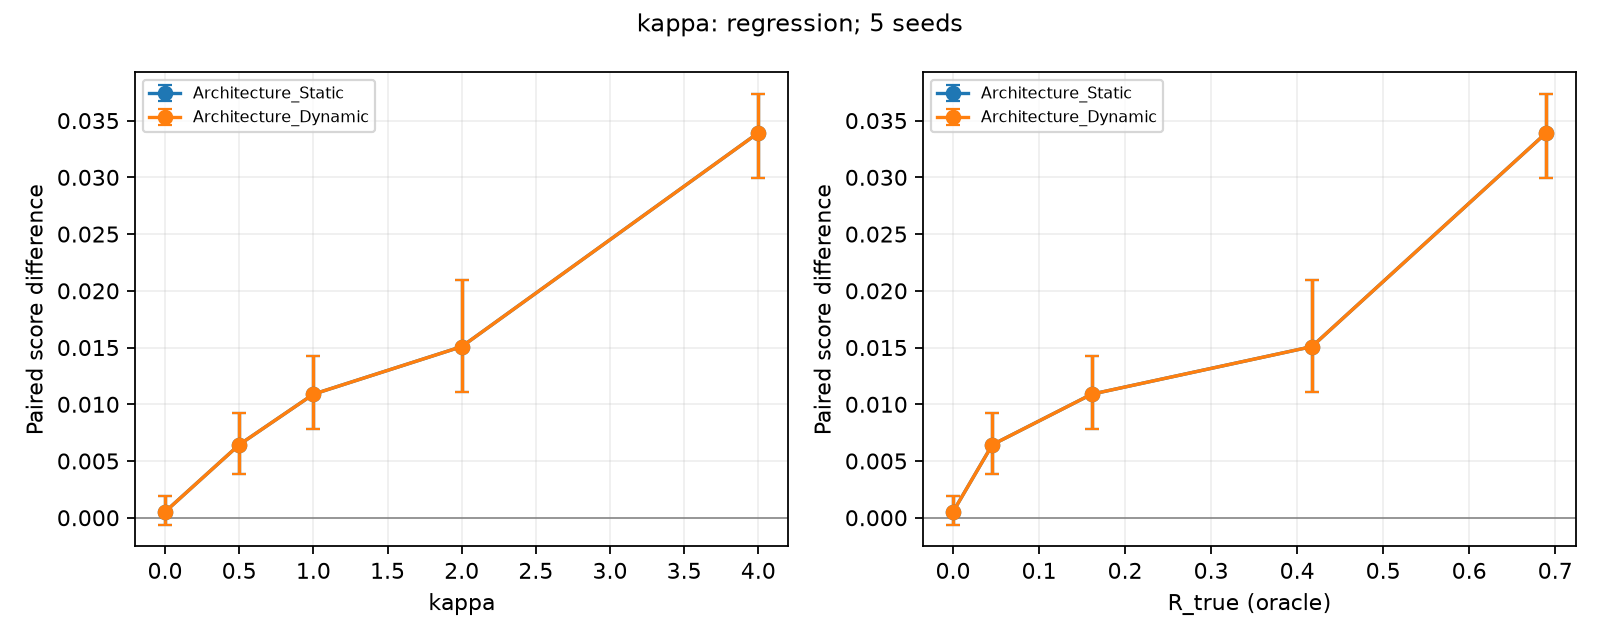 kappa: regression; 5 seeds
Architecture_Static
Architecture_Dynamic
Paired score difference
0.035
0.030
0.025
0.020
0.015
0.010
0.005
0.000
0.0 0.5 1.0 1.5 2.0 2.5 3.0 3.5 4.0
kappa
Architecture_Static
Architecture_Dynamic
Paired score difference
0.035
0.030
0.025
0.020
0.015
0.010
0.005
0.000
0.0 0.1 0.2 0.3 0.4 0.5 0.6 0.7
R_true (oracle)